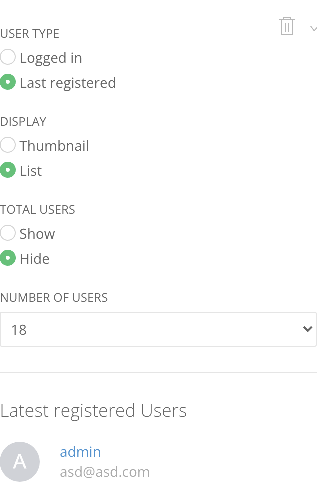 USER TYPE
Logged in
Last registered
DISPLAY
Thumbnail
List
TOTAL USERS
Show
Hide
NUMBER OF USERS
18
Latest registered Users
A
admin
asd@asd.com